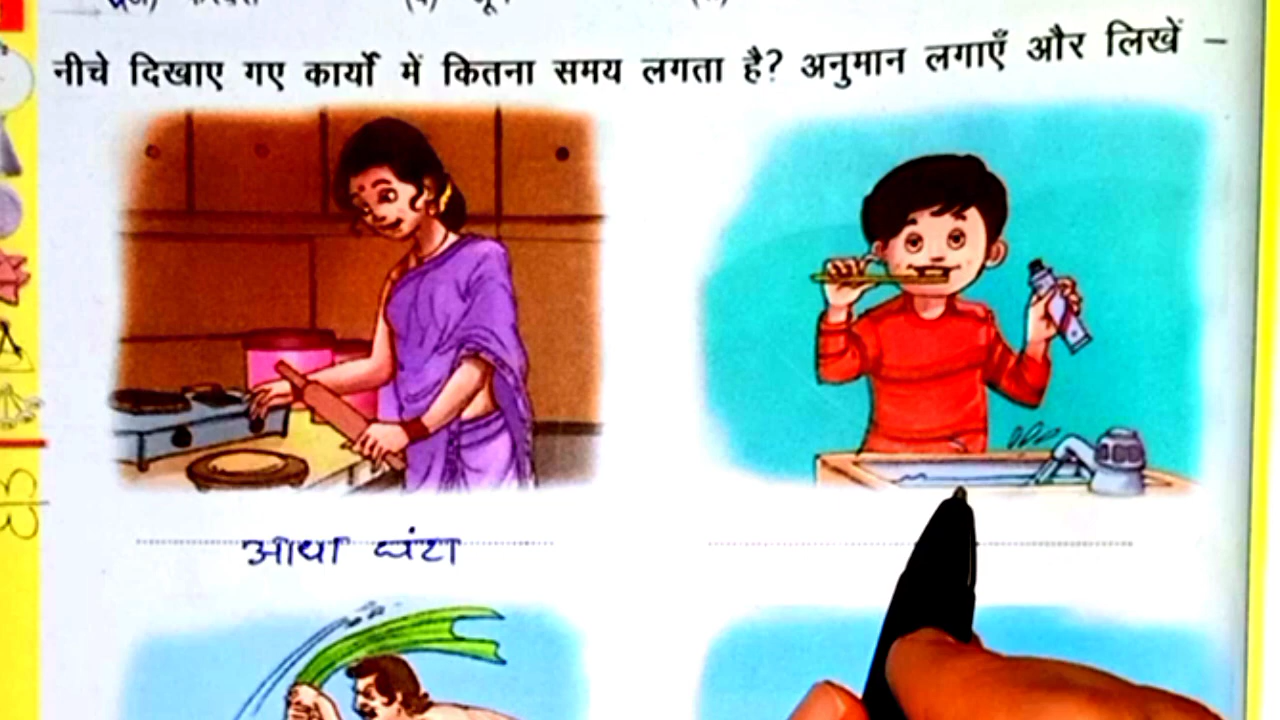 नीचे दिखाए गए कार्यो में कितना समय लगता है? अनुमान लगाएँ और लिखें –
आधा घंटा